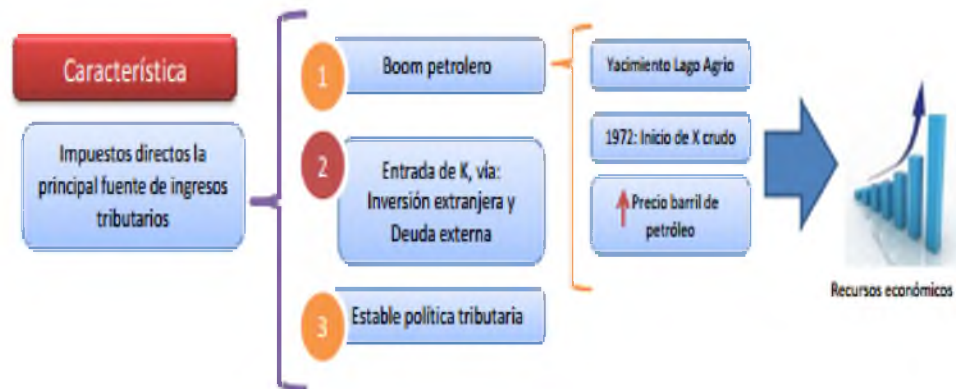 Característica
Impuestos directos la
principal fuente de ingresos
tributarios
1
Boom petrolero
2
Entrada de K, vía:
Inversión extranjera y
Deuda externa
3
Estable política tributaria
Yacimiento Lago Agrio
1972: Inicio de X crudo
Precio barril de
petróleo
Recursos económicos